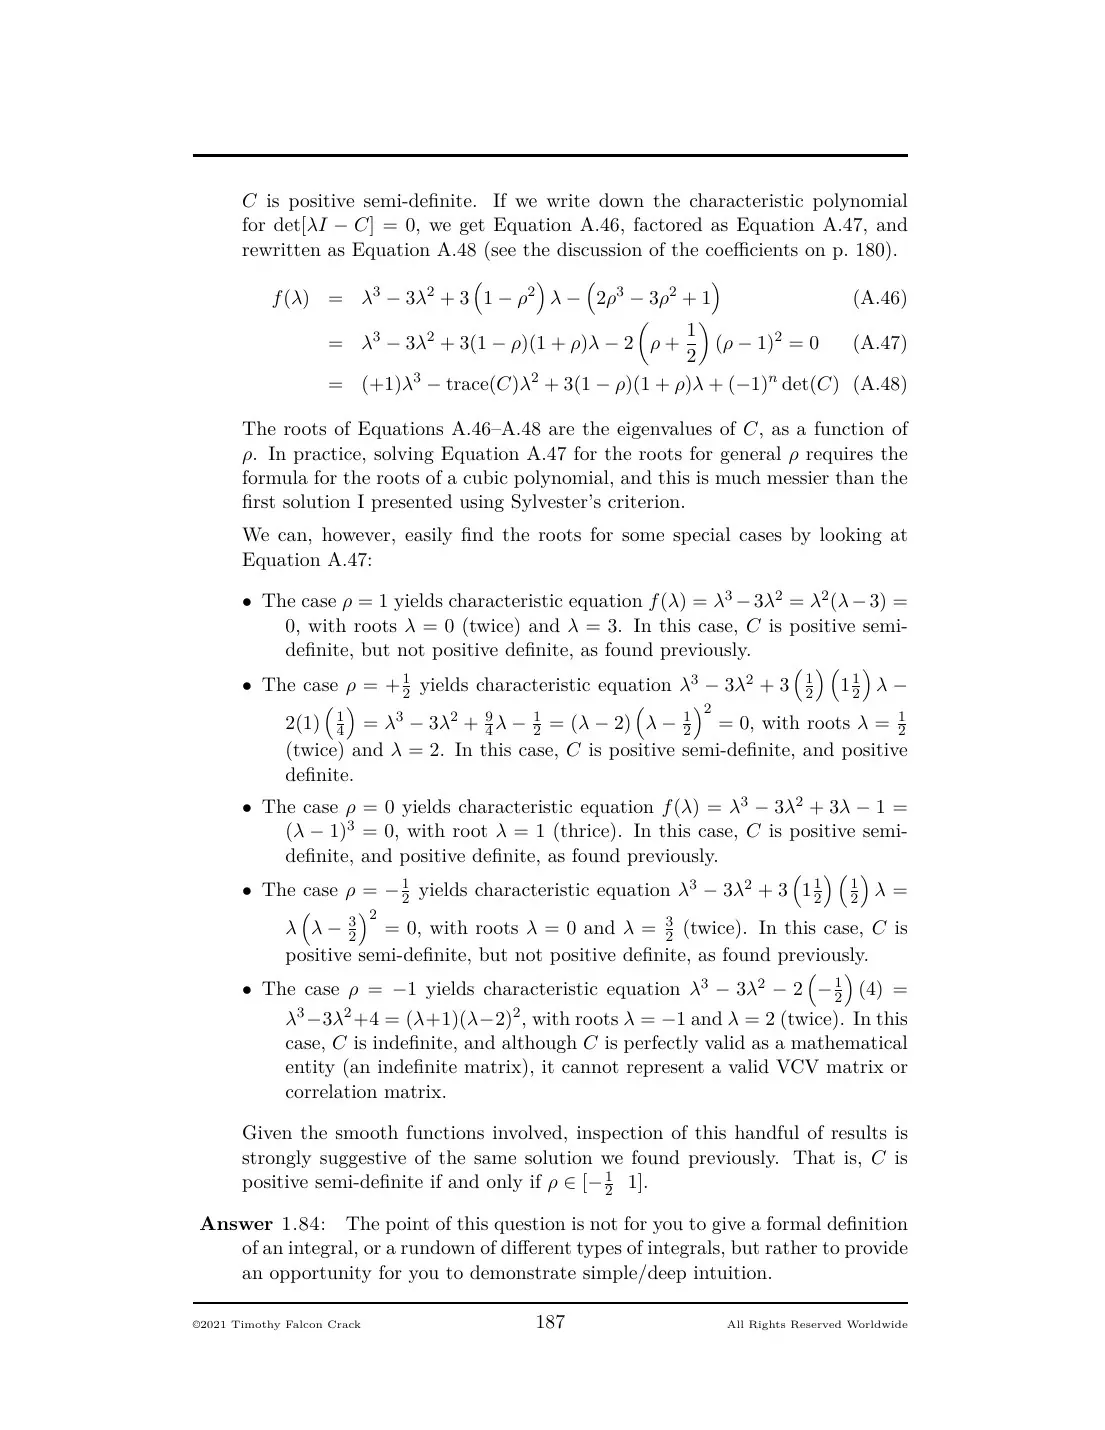 C is positive semi-definite. If we write down the characteristic polynomial
for det[λI − C] = 0, we get Equation A.46, factored as Equation A.47, and
rewritten as Equation A.48 (see the discussion of the coefficients on p. 180).
f(λ) = λ³ − 3λ² + 3(1 − ρ²)λ − (2ρ³ − 3ρ² + 1) (A.46)
= λ³ − 3λ² + 3(1 − ρ)(1 + ρ)λ − 2(ρ + 1/2)(ρ − 1)² = 0 (A.47)
= (+1)λ³ − trace(C)λ² + 3(1 − ρ)(1 + ρ)λ + (−1)ⁿ det(C) (A.48)
The roots of Equations A.46–A.48 are the eigenvalues of C, as a function of
ρ. In practice, solving Equation A.47 for the roots for general ρ requires the
formula for the roots of a cubic polynomial, and this is much messier than the
first solution I presented using Sylvester's criterion.
We can, however, easily find the roots for some special cases by looking at
Equation A.47:
• The case ρ = 1 yields characteristic equation f(λ) = λ³ − 3λ² = λ²(λ − 3) =
0, with roots λ = 0 (twice) and λ = 3. In this case, C is positive semi-
definite, but not positive definite, as found previously.
• The case ρ = +1/2 yields characteristic equation λ³ − 3λ² + 3(1/2)(1 1/2)λ −
2(1)(1/4) = λ³ − 3λ² + 9/4λ − 1/2 = (λ − 2)(λ − 1/2)² = 0, with roots λ = 1/2
(twice) and λ = 2. In this case, C is positive semi-definite, and positive
definite.
• The case ρ = 0 yields characteristic equation f(λ) = λ³ − 3λ² + 3λ − 1 =
(λ − 1)³ = 0, with root λ = 1 (thrice). In this case, C is positive semi-
definite, and positive definite, as found previously.
• The case ρ = −1/2 yields characteristic equation λ³ − 3λ² + 3(1 1/2)(1/2)λ =
λ(λ − 3/2)² = 0, with roots λ = 0 and λ = 3/2 (twice). In this case, C is
positive semi-definite, but not positive definite, as found previously.
• The case ρ = −1 yields characteristic equation λ³ − 3λ² − 2(−1/2)(4) =
λ³−3λ²+4 = (λ+1)(λ−2)², with roots λ = −1 and λ = 2 (twice). In this
case, C is indefinite, and although C is perfectly valid as a mathematical
entity (an indefinite matrix), it cannot represent a valid VCV matrix or
correlation matrix.
Given the smooth functions involved, inspection of this handful of results is
strongly suggestive of the same solution we found previously. That is, C is
positive semi-definite if and only if ρ ∈ [−1/2 1].
Answer 1.84: The point of this question is not for you to give a formal definition
of an integral, or a rundown of different types of integrals, but rather to provide
an opportunity for you to demonstrate simple/deep intuition.
©2021 Timothy Falcon Crack 187 All Rights Reserved Worldwide